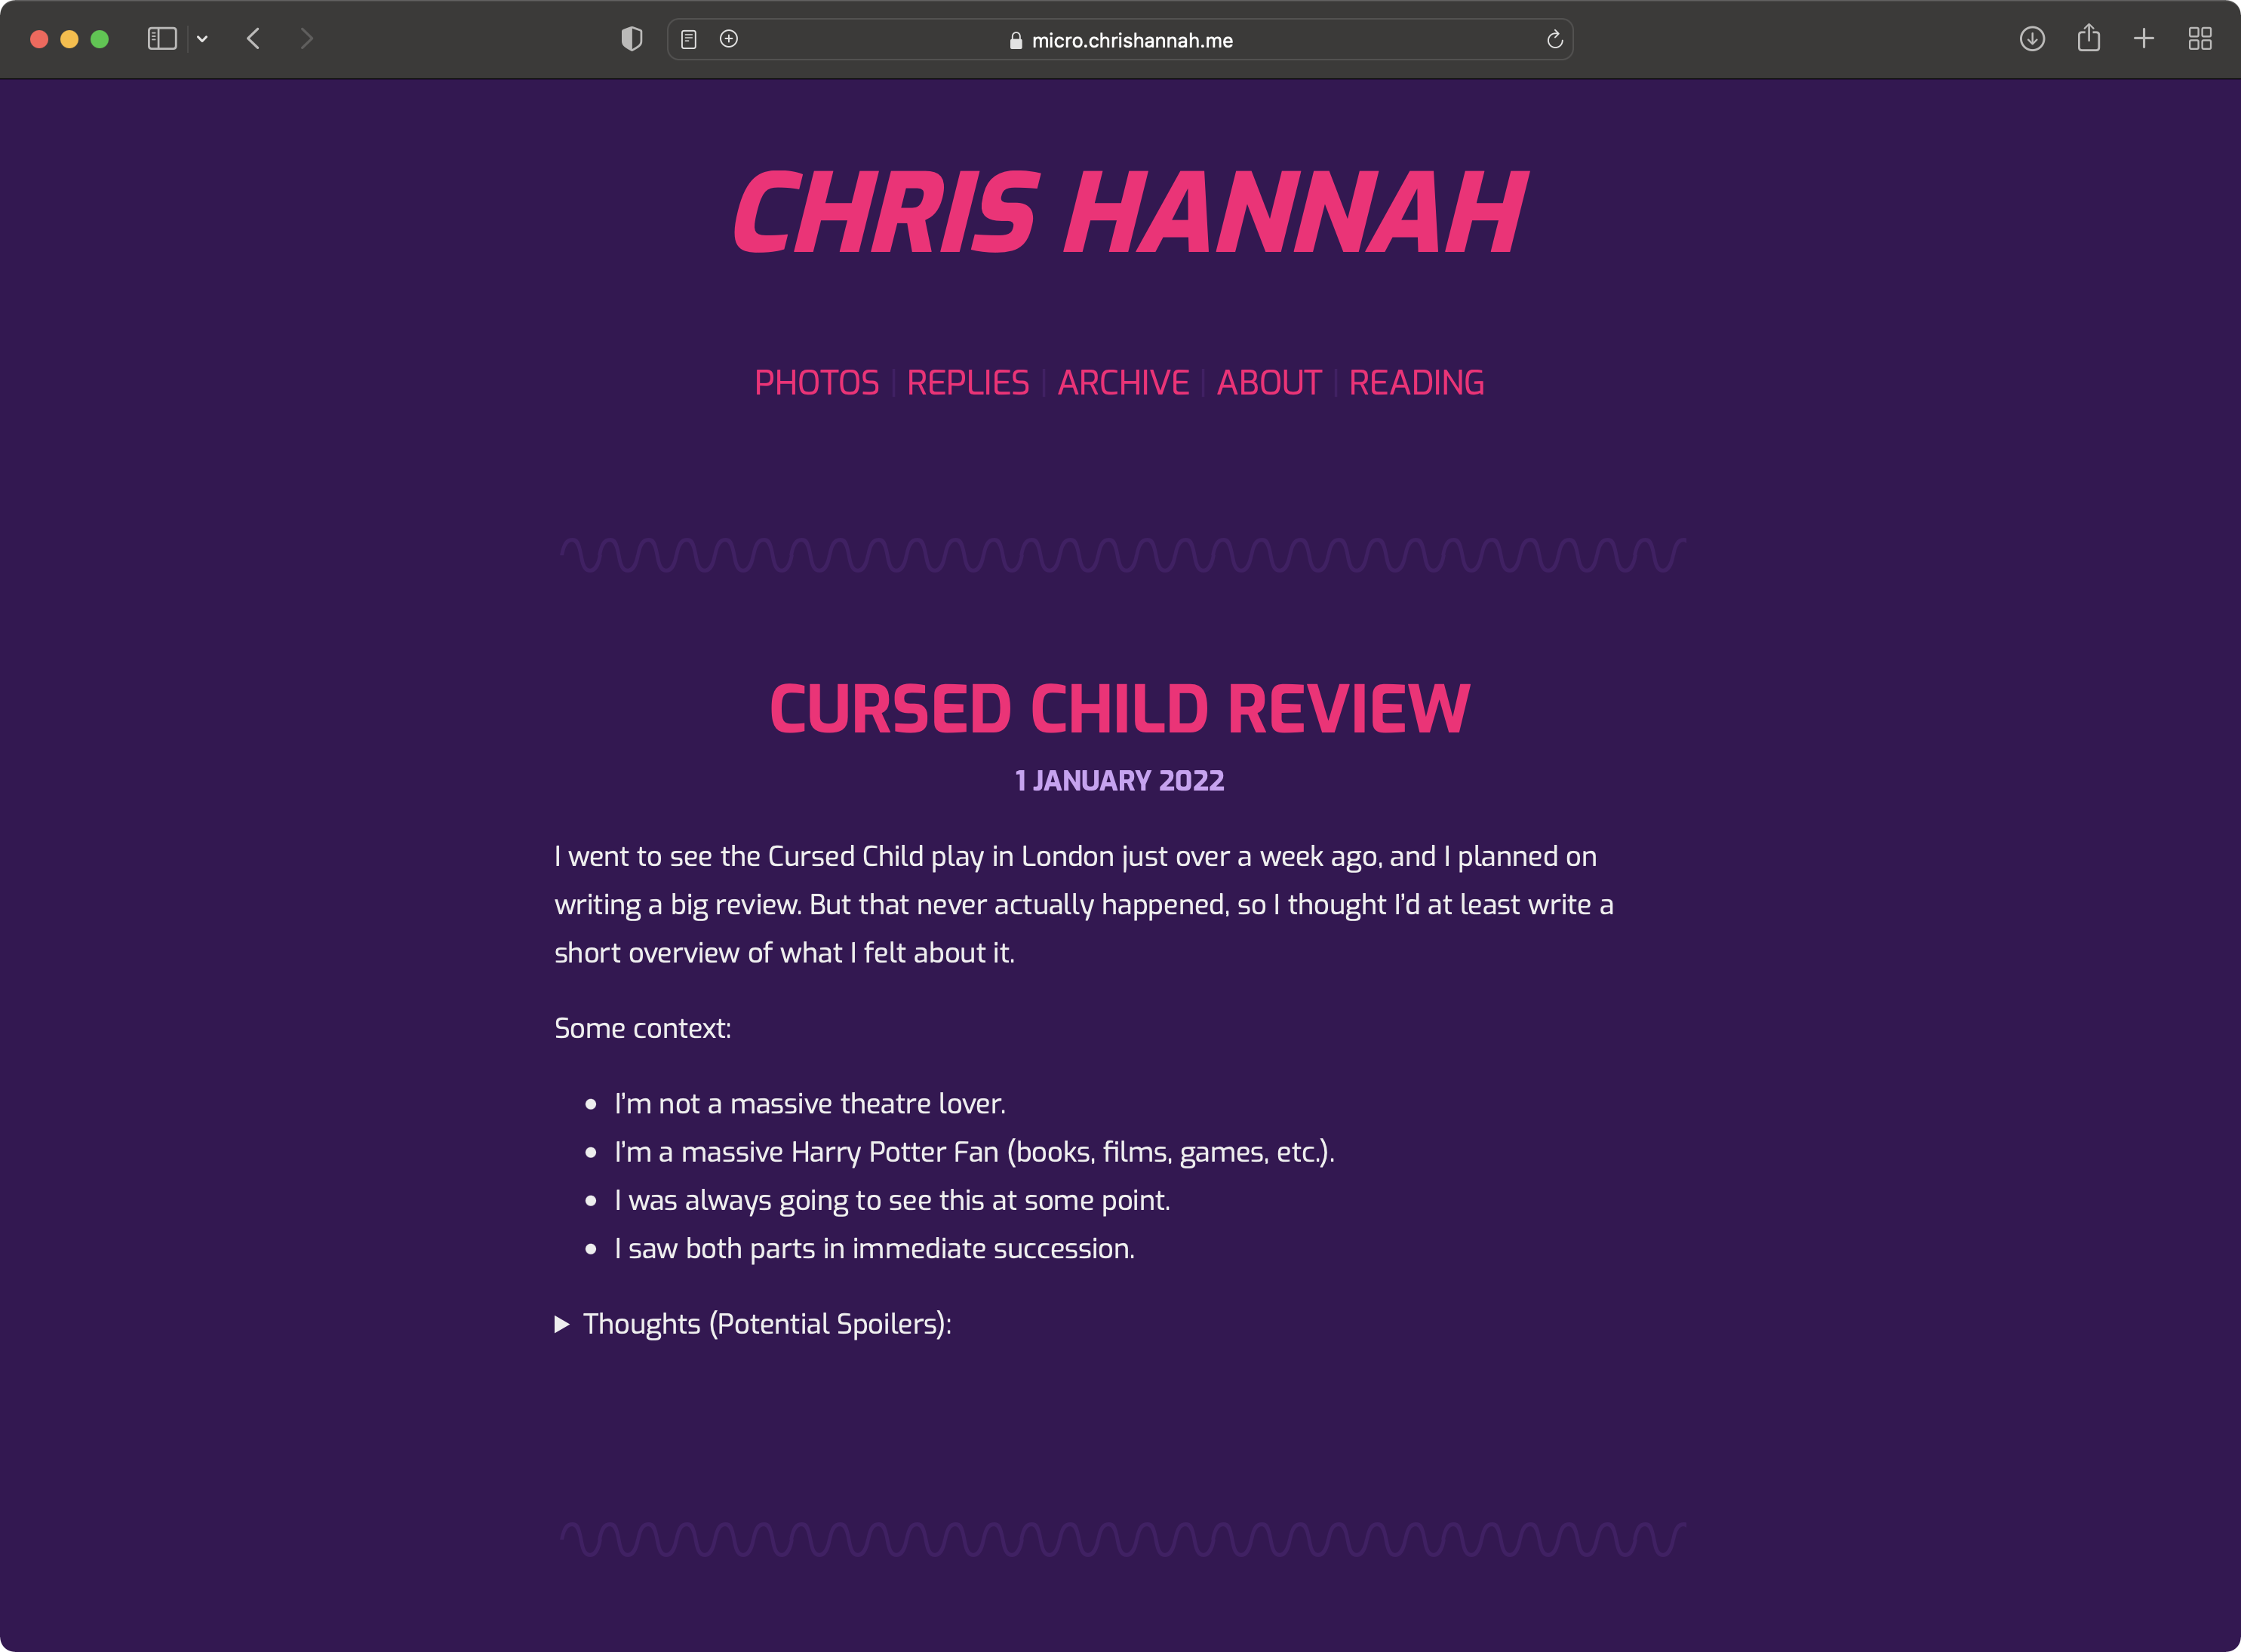 micro.chrishannah.me
CHRIS HANNAH
PHOTOS | REPLIES | ARCHIVE | ABOUT | READING
CURSED CHILD REVIEW
1 JANUARY 2022
I went to see the Cursed Child play in London just over a week ago, and I planned on
writing a big review. But that never actually happened, so I thought I’d at least write a
short overview of what I felt about it.
Some context:
• I’m not a massive theatre lover.
• I’m a massive Harry Potter Fan (books, films, games, etc.).
• I was always going to see this at some point.
• I saw both parts in immediate succession.
▶ Thoughts (Potential Spoilers):